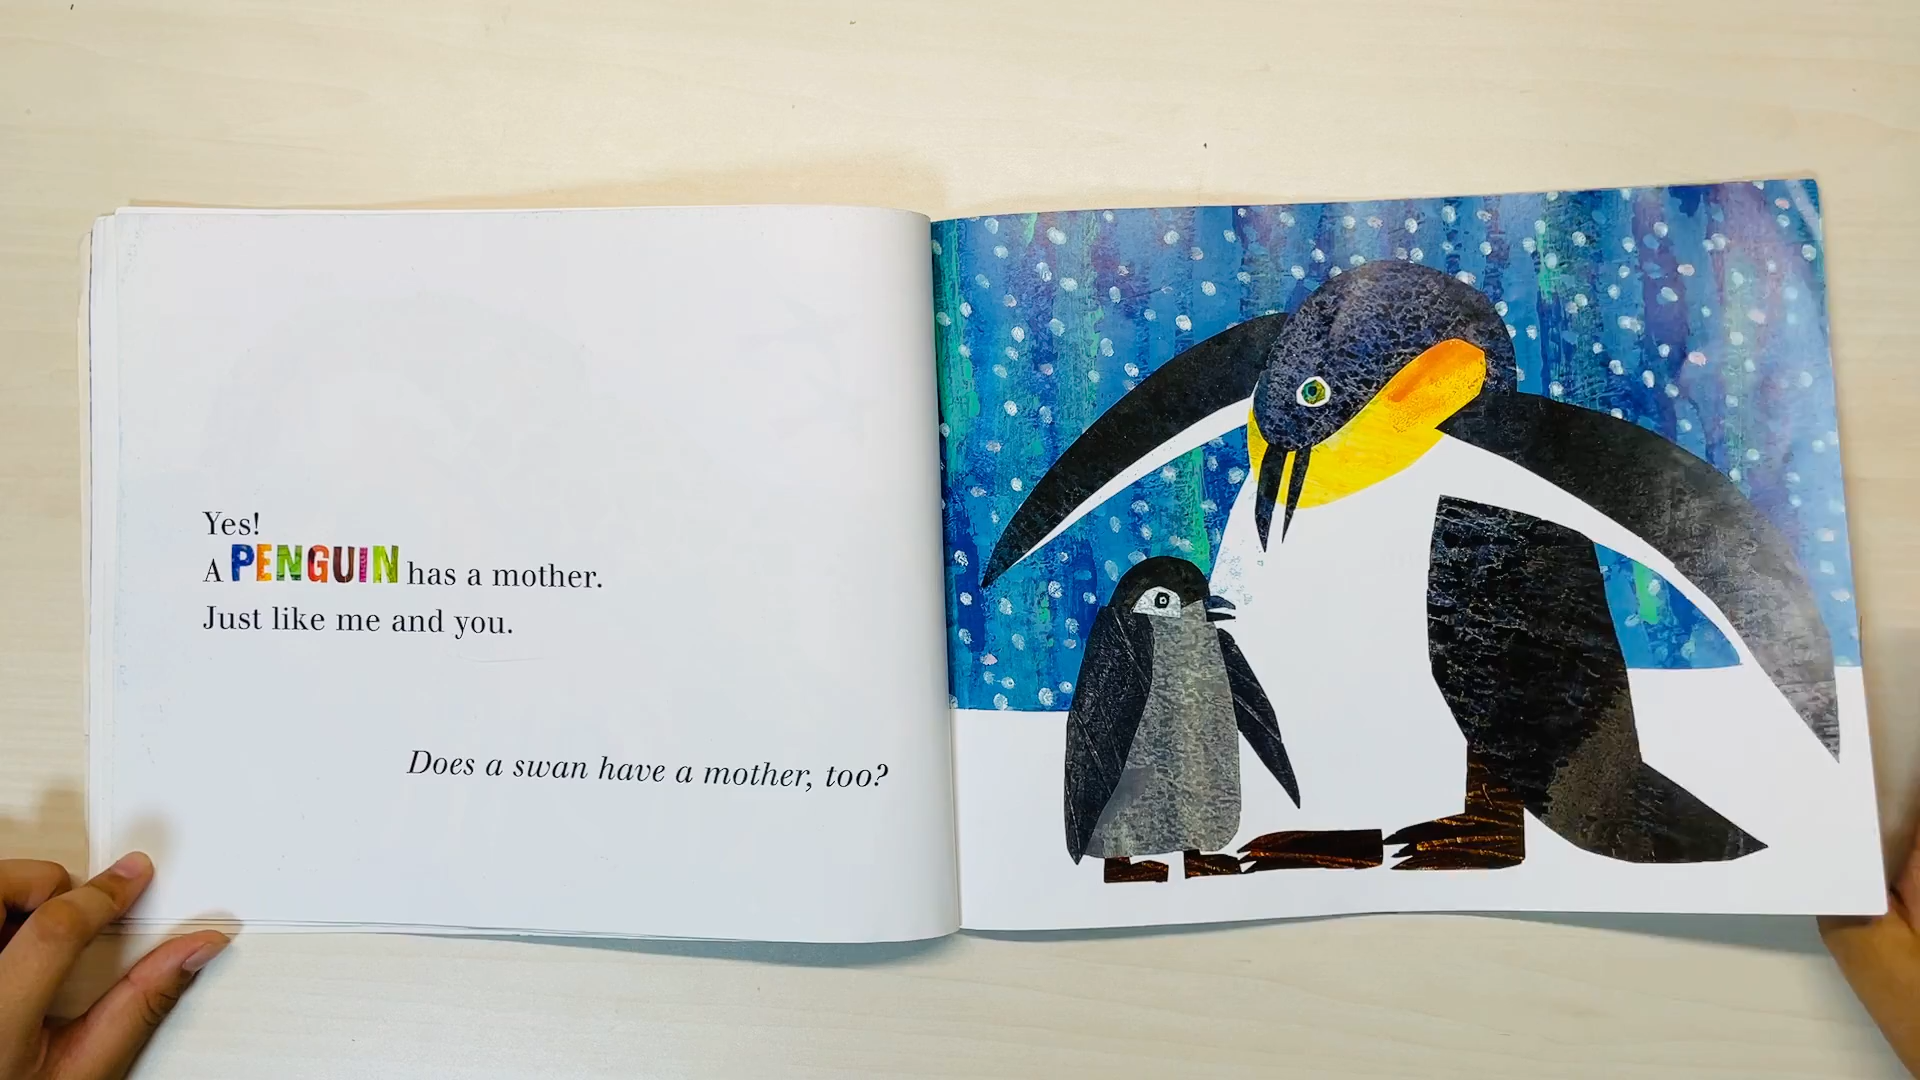 Yes!
A PENGUIN has a mother.
Just like me and you.
Does a swan have a mother, too?